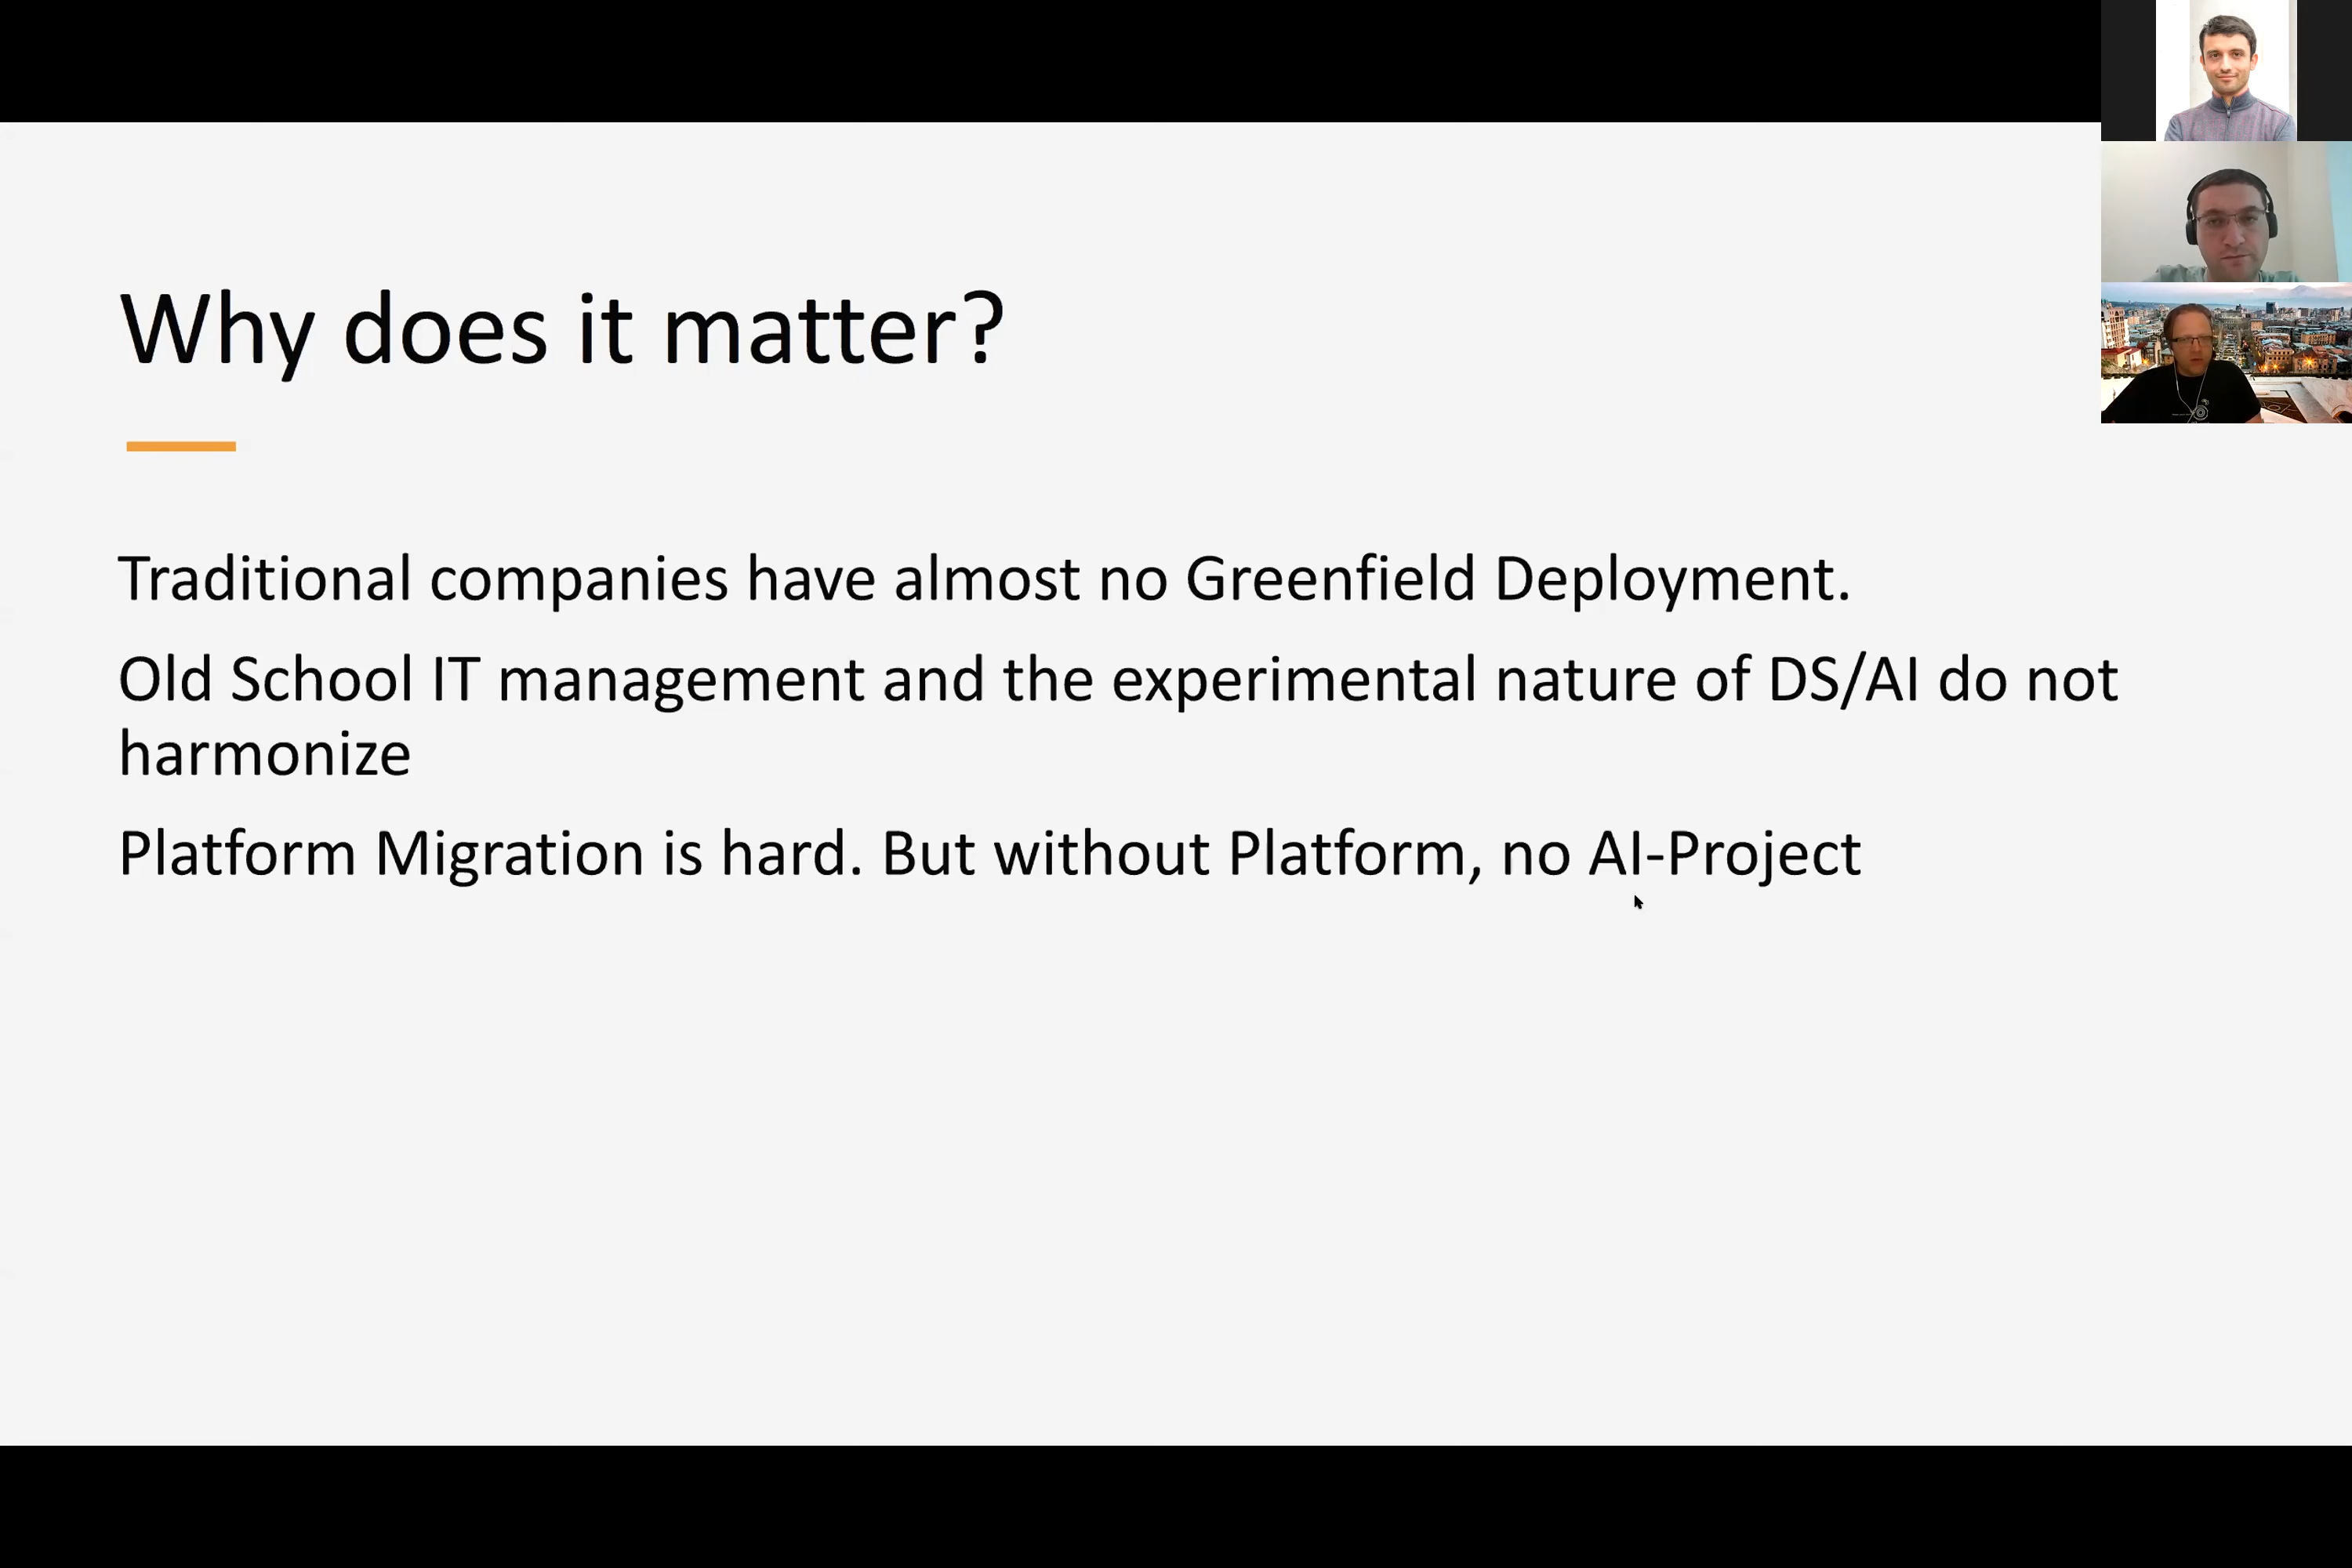 Why does it matter?
Traditional companies have almost no Greenfield Deployment.
Old School IT management and the experimental nature of DS/AI do not
harmonize
Platform Migration is hard. But without Platform, no AI-Project